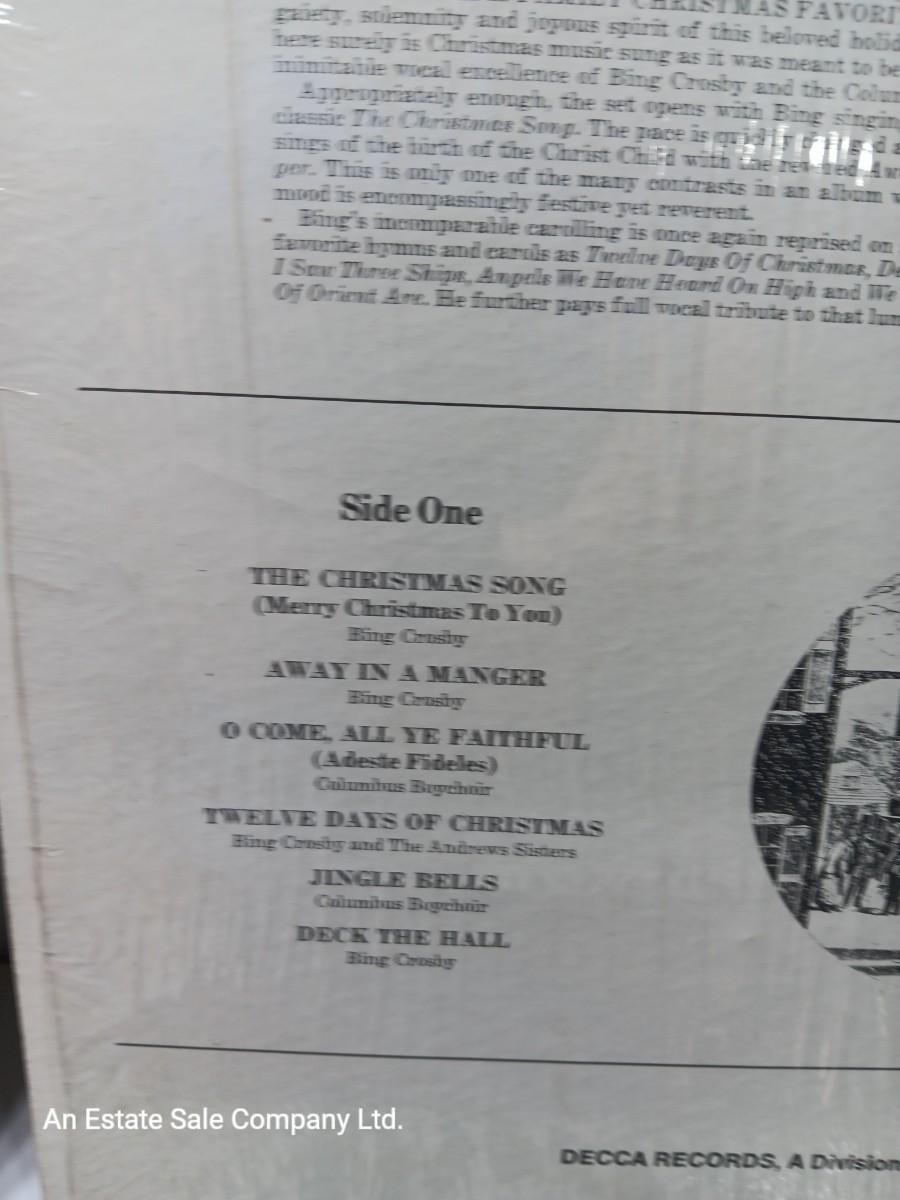 CHRISTMAS FAVORI
gaiety, solemnity and joyous spirit of this beloved holid
here surely is Christmas music sung as it was meant to be
inimitable vocal excellence of Bing Crosby and the Colum
Appropriately enough, the set opens with Bing singin
classic The Christmas Song. The pace is quickly changed a
sings of the birth of the Christ Child with the revered Aw
per. This is only one of the many contrasts in an album w
mood is encompassingly festive yet reverent.
Bing's incomparable carolling is once again reprised on
favorite hymns and carols as Twelve Days Of Christmas, De
I Saw Three Ships, Angels We Have Heard On High and We
Of Orient Are. He further pays full vocal tribute to that lum
Side One
THE CHRISTMAS SONG
(Merry Christmas To You)
Bing Crosby
AWAY IN A MANGER
Bing Crosby
O COME, ALL YE FAITHFUL
(Adeste Fideles)
Columbus Boychoir
TWELVE DAYS OF CHRISTMAS
Bing Crosby and The Andrews Sisters
JINGLE BELLS
Columbus Boychoir
DECK THE HALL
Bing Crosby
An Estate Sale Company Ltd.
DECCA RECORDS, A Division